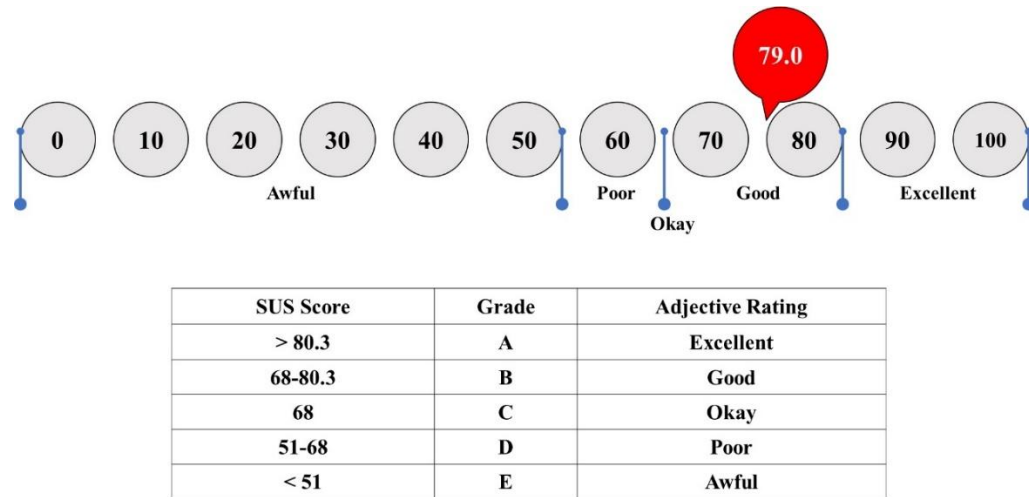 79.0
0 10 20 30 40 50 60 70 80 90 100
Awful Poor Good Excellent
Okay
SUS Score Grade Adjective Rating
> 80.3 A Excellent
68-80.3 B Good
68 C Okay
51-68 D Poor
< 51 E Awful